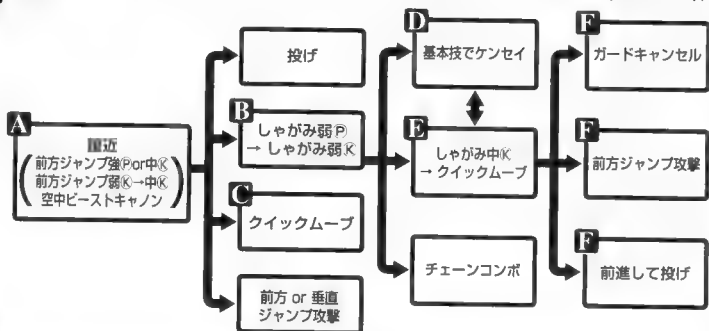 A
接近
前方ジャンプ強Ⓟor中Ⓚ
前方ジャンプ弱Ⓚ→中Ⓚ
空中ビーストキャノン
投げ
B
しゃがみ弱Ⓟ
→ しゃがみ弱Ⓚ
C
クイックムーブ
前方 or 垂直
ジャンプ攻撃
D
基本技でケンセイ
E
しゃがみ中Ⓚ
→ クイックムーブ
チェーンコンボ
F
ガードキャンセル
F
前方ジャンプ攻撃
F
前進して投げ